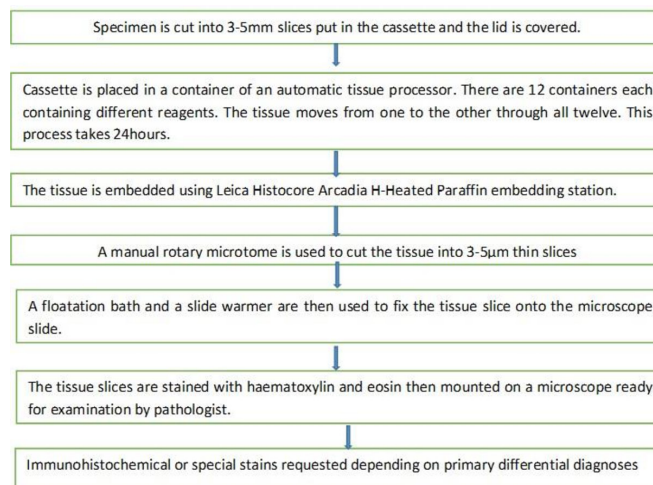 Specimen is cut into 3-5mm slices put in the cassette and the lid is covered.
Cassette is placed in a container of an automatic tissue processor. There are 12 containers each
containing different reagents. The tissue moves from one to the other through all twelve. This
process takes 24hours.
The tissue is embedded using Leica Histocore Arcadia H-Heated Paraffin embedding station.
A manual rotary microtome is used to cut the tissue into 3-5µm thin slices
A floatation bath and a slide warmer are then used to fix the tissue slice onto the microscope
slide.
The tissue slices are stained with haematoxylin and eosin then mounted on a microscope ready
for examination by pathologist.
Immunohistochemical or special stains requested depending on primary differential diagnoses